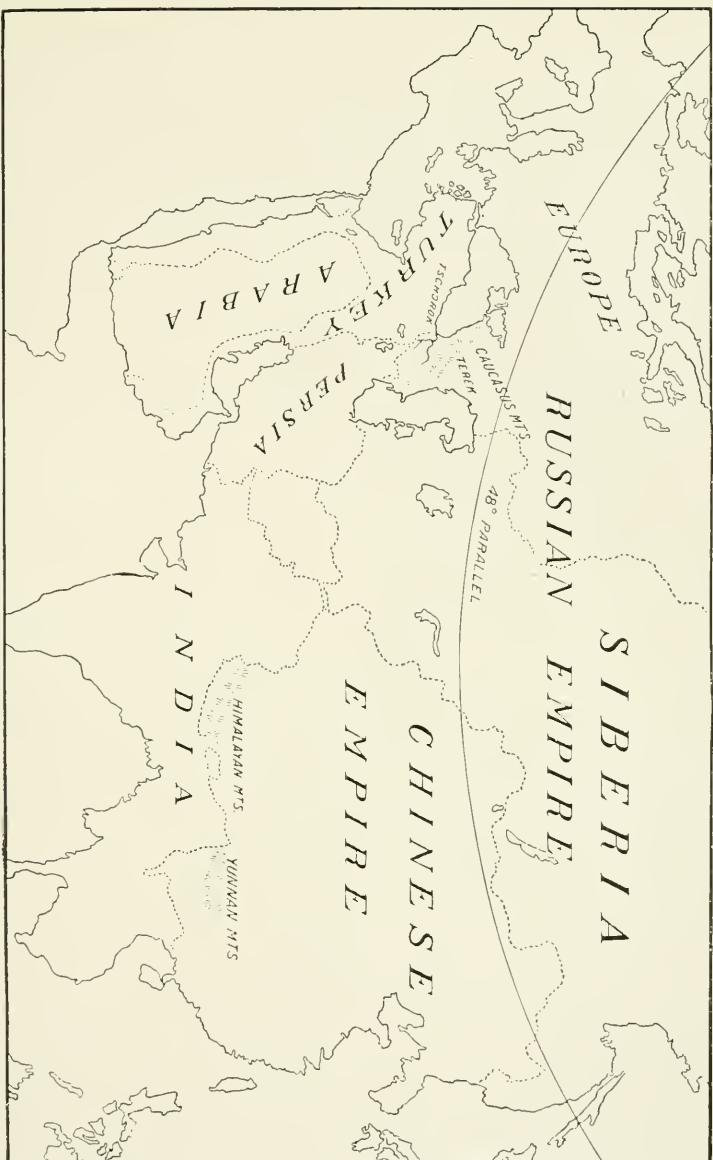 EUROPE
RUSSIAN EMPIRE
SIBERIA
48° PARALLEL
CAUCASUS MTS.
TEREK
TSCHOROK
TURKEY
ARABIA
PERSIA
CHINESE
EMPIRE
HIMALAYAN MTS.
YUNNAN MTS
INDIA